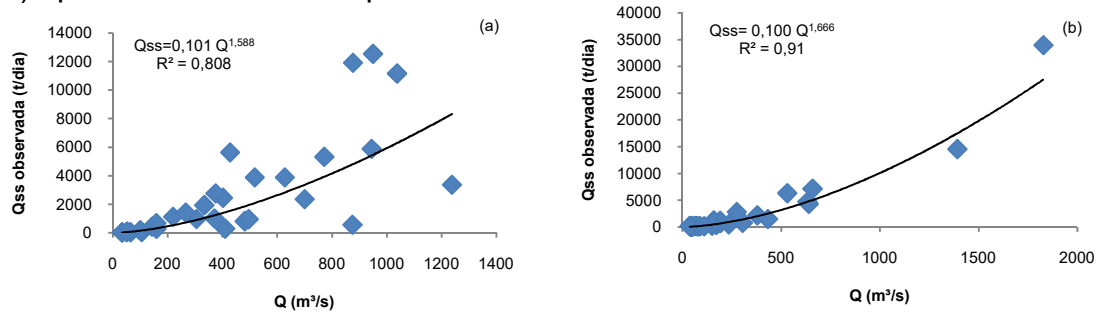 (a)
Qss=0,101 Q^1,588
R² = 0,808
Qss observada (t/dia)
14000
12000
10000
8000
6000
4000
2000
0
0 200 400 600 800 1000 1200 1400
Q (m³/s)
(b)
Qss= 0,100 Q^1,666
R² = 0,91
Qss observada (t/dia)
40000
35000
30000
25000
20000
15000
10000
5000
0
0 500 1000 1500 2000
Q (m³/s)